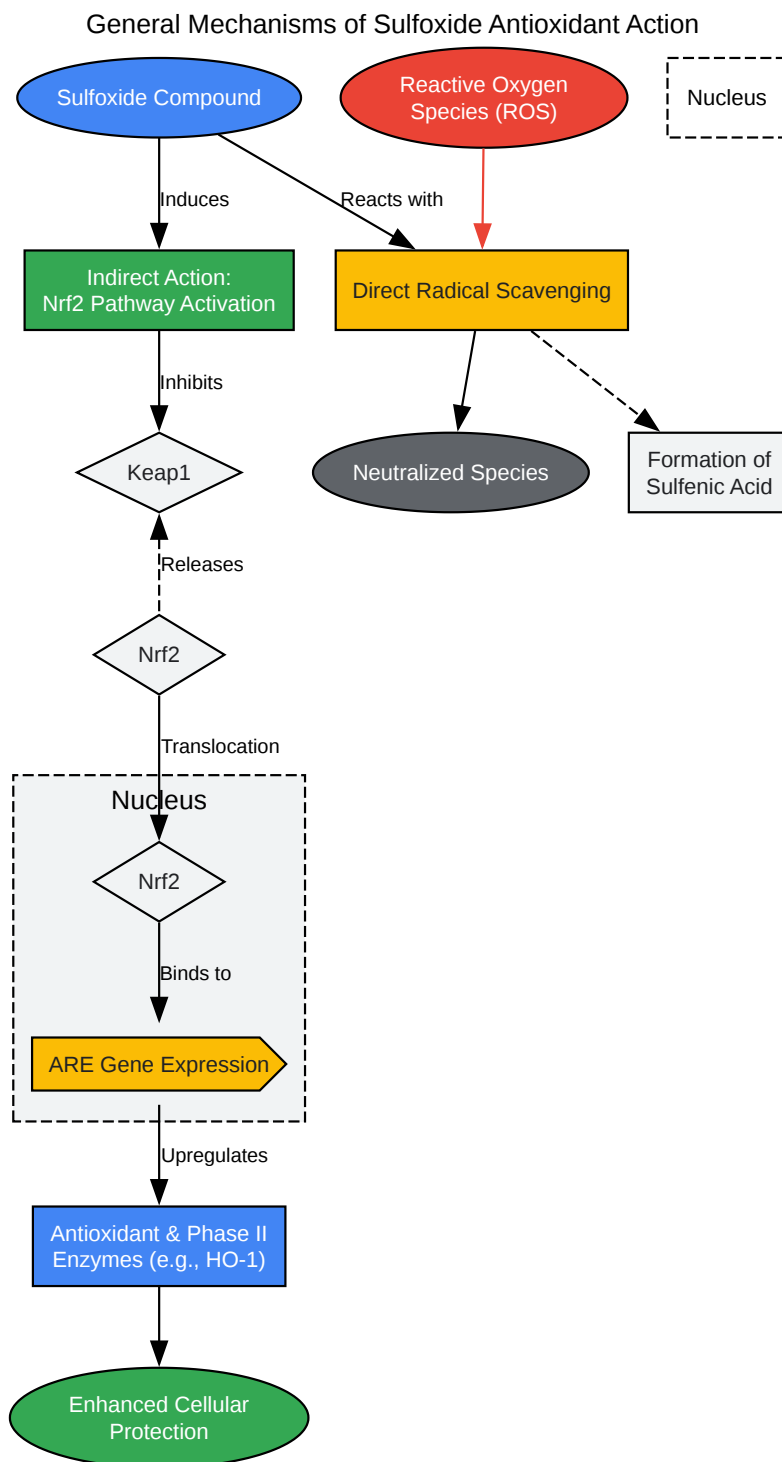 General Mechanisms of Sulfoxide Antioxidant Action
Sulfoxide Compound
Reactive Oxygen
Species (ROS)
Nucleus
Induces
Reacts with
Indirect Action:
Nrf2 Pathway Activation
Direct Radical Scavenging
Inhibits
Keap1
Neutralized Species
Formation of
Sulfenic Acid
Releases
Nrf2
Translocation
Nucleus
Nrf2
Binds to
ARE Gene Expression
Upregulates
Antioxidant & Phase II
Enzymes (e.g., HO-1)
Enhanced Cellular
Protection